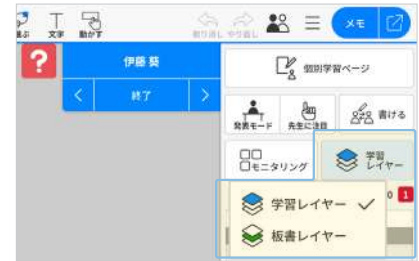 文字
動かす
取り消し
やり直し
メモ
?
伊藤 葵
終了
個別学習ページ
発表モード
先生に注目
書ける
モニタリング
学習
レイヤー
0 1
学習レイヤー
板書レイヤー